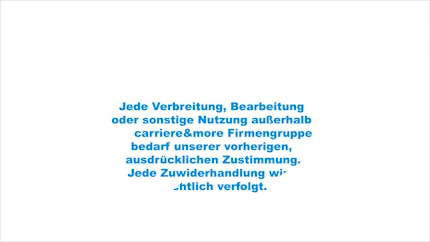 Jede Verbreitung, Bearbeitung
oder sonstige Nutzung außerhalb
carriere&more Firmengruppe
bedarf unserer vorherigen,
ausdrücklichen Zustimmung.
Jede Zuwiderhandlung
verfolgt.